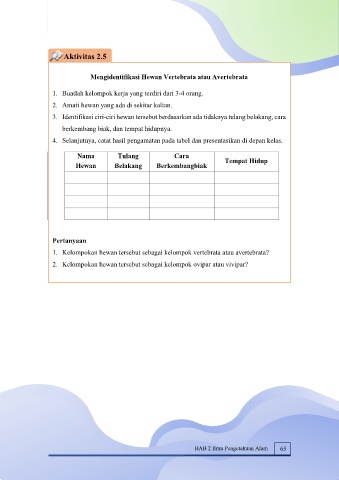 Aktivitas 2.5
Mengidentifikasi Hewan Vertebrata atau Avertebrata
1. Buatlah kelompok kerja yang terdiri dari 3-4 orang.
2. Amati hewan yang ada di sekitar kalian.
3. Identifikasi ciri-ciri hewan tersebut berdasarkan ada tidaknya tulang belakang, cara
berkembang biak, dan tempat hidupnya.
4. Selanjutnya, catat hasil pengamatan pada tabel dan presentasikan di depan kelas.
Nama Hewan
Tulang Belakang
Cara Berkembangbiak
Tempat Hidup
Pertanyaan
1. Kelompokan hewan tersebut sebagai kelompok vertebrata atau avertebrata?
2. Kelompokan hewan tersebut sebagai kelompok ovipar atau vivipar?
BAB 2 Ilmu Pengetahuan Alam 65